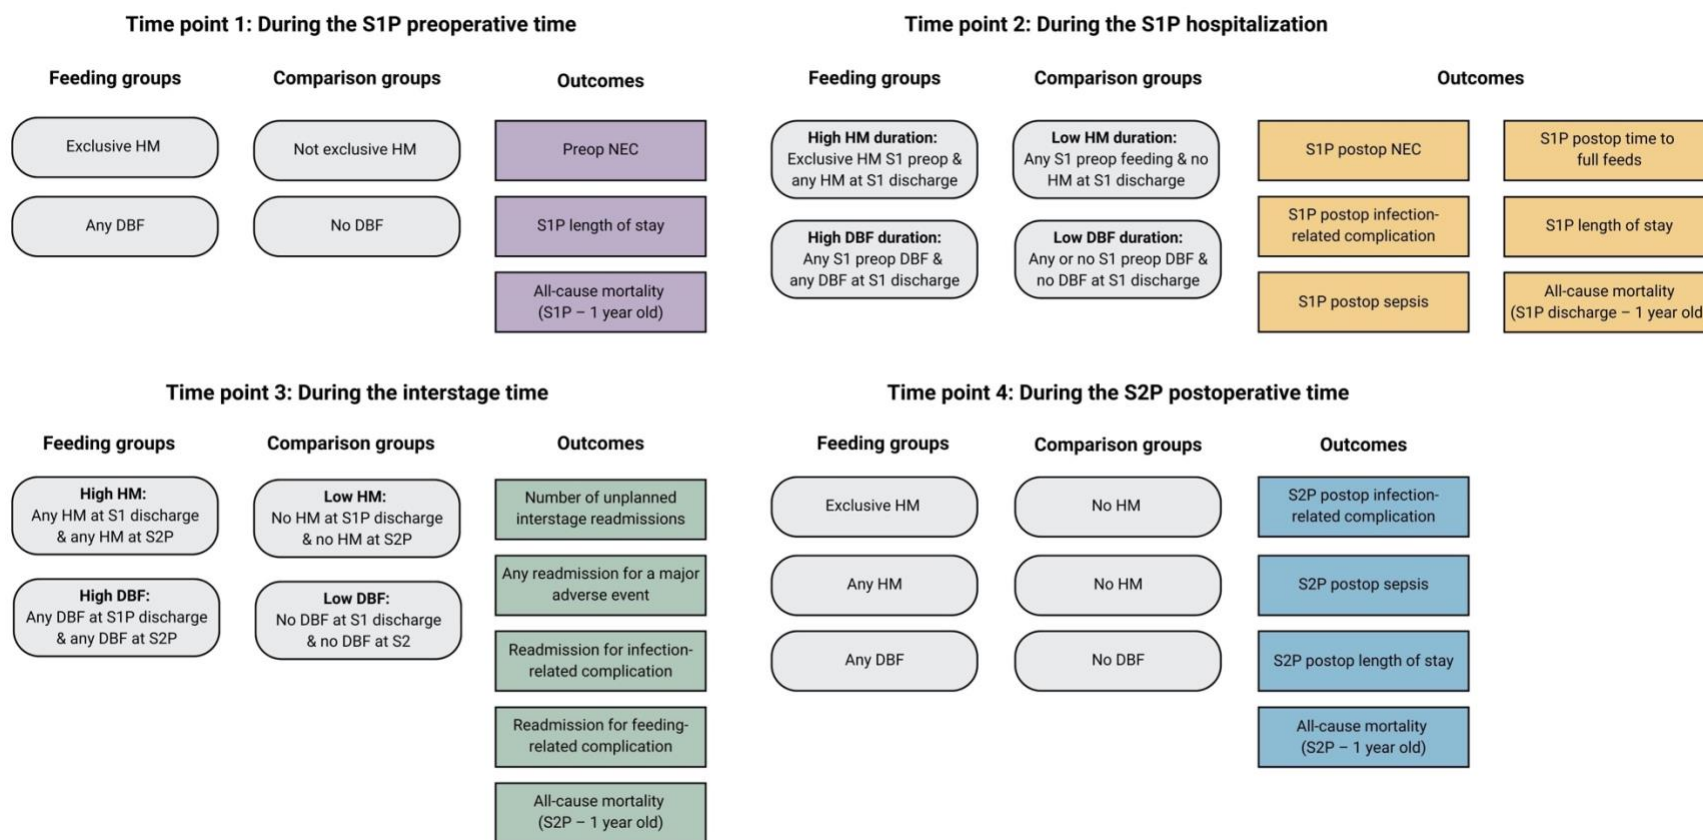 Time point 1: During the S1P preoperative time
Feeding groups
Comparison groups
Outcomes
Exclusive HM
Not exclusive HM
Preop NEC
Any DBF
No DBF
S1P length of stay
All-cause mortality
(S1P – 1 year old)
Time point 2: During the S1P hospitalization
Feeding groups
Comparison groups
Outcomes
High HM duration:
Exclusive HM S1 preop &
any HM at S1 discharge
Low HM duration:
Any S1 preop feeding & no
HM at S1 discharge
S1P postop NEC
S1P postop time to
full feeds
High DBF duration:
Any S1 preop DBF &
any DBF at S1 discharge
Low DBF duration:
Any or no S1 preop DBF &
no DBF at S1 discharge
S1P postop infection-
related complication
S1P length of stay
S1P postop sepsis
All-cause mortality
(S1P discharge – 1 year old
Time point 3: During the interstage time
Feeding groups
Comparison groups
Outcomes
High HM:
Any HM at S1 discharge
& any HM at S2P
Low HM:
No HM at S1P discharge
& no HM at S2P
Number of unplanned
interstage readmissions
High DBF:
Any DBF at S1P discharge
& any DBF at S2P
Low DBF:
No DBF at S1 discharge
& no DBF at S2
Any readmission for a major
adverse event
Readmission for infection-
related complication
Readmission for feeding-
related complication
All-cause mortality
(S2P – 1 year old)
Time point 4: During the S2P postoperative time
Feeding groups
Comparison groups
Outcomes
Exclusive HM
No HM
S2P postop infection-
related complication
Any HM
No HM
S2P postop sepsis
Any DBF
No DBF
S2P postop length of stay
All-cause mortality
(S2P – 1 year old)